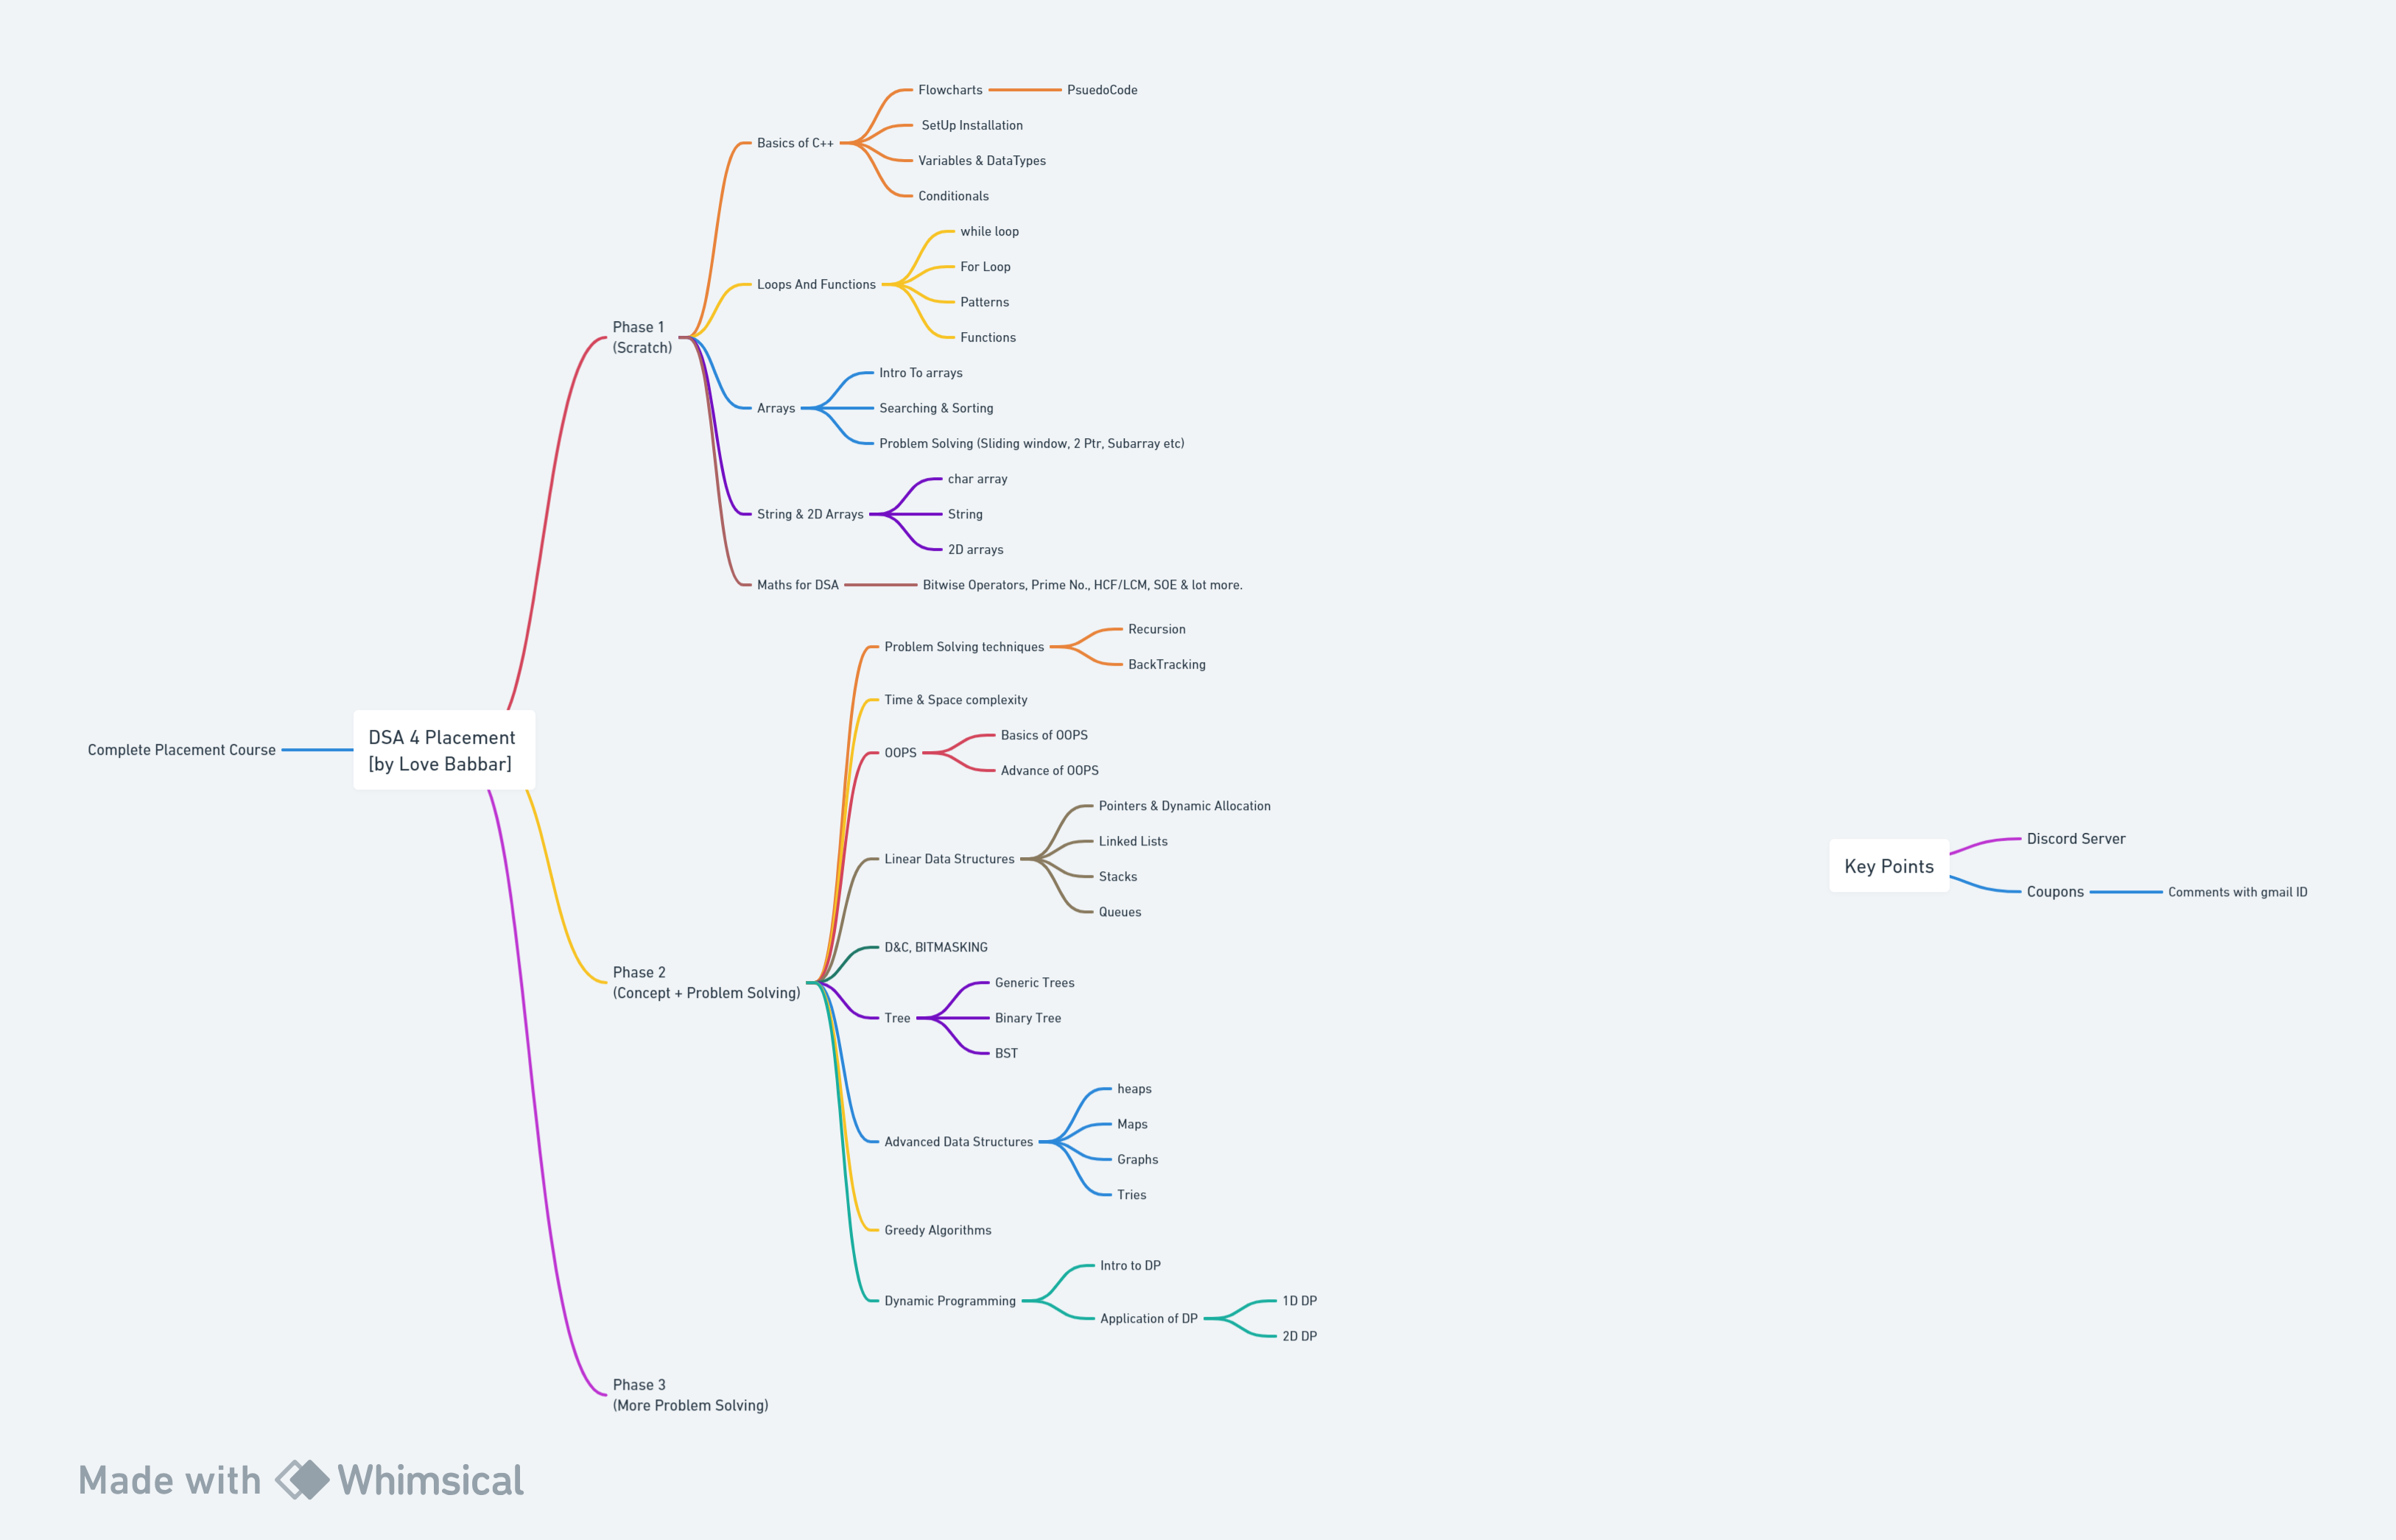 Complete Placement Course
DSA 4 Placement
[by Love Babbar]
Phase 1
(Scratch)
Basics of C++
Flowcharts
PsuedoCode
SetUp Installation
Variables & DataTypes
Conditionals
Loops And Functions
while loop
For Loop
Patterns
Functions
Arrays
Intro To arrays
Searching & Sorting
Problem Solving (Sliding window, 2 Ptr, Subarray etc)
String & 2D Arrays
char array
String
2D arrays
Maths for DSA
Bitwise Operators, Prime No., HCF/LCM, SOE & lot more.
Phase 2
(Concept + Problem Solving)
Problem Solving techniques
Recursion
BackTracking
Time & Space complexity
OOPS
Basics of OOPS
Advance of OOPS
Linear Data Structures
Pointers & Dynamic Allocation
Linked Lists
Stacks
Queues
D&C, BITMASKING
Tree
Generic Trees
Binary Tree
BST
Advanced Data Structures
heaps
Maps
Graphs
Tries
Greedy Algorithms
Dynamic Programming
Intro to DP
Application of DP
1D DP
2D DP
Phase 3
(More Problem Solving)
Key Points
Discord Server
Coupons
Comments with gmail ID
Made with Whimsical